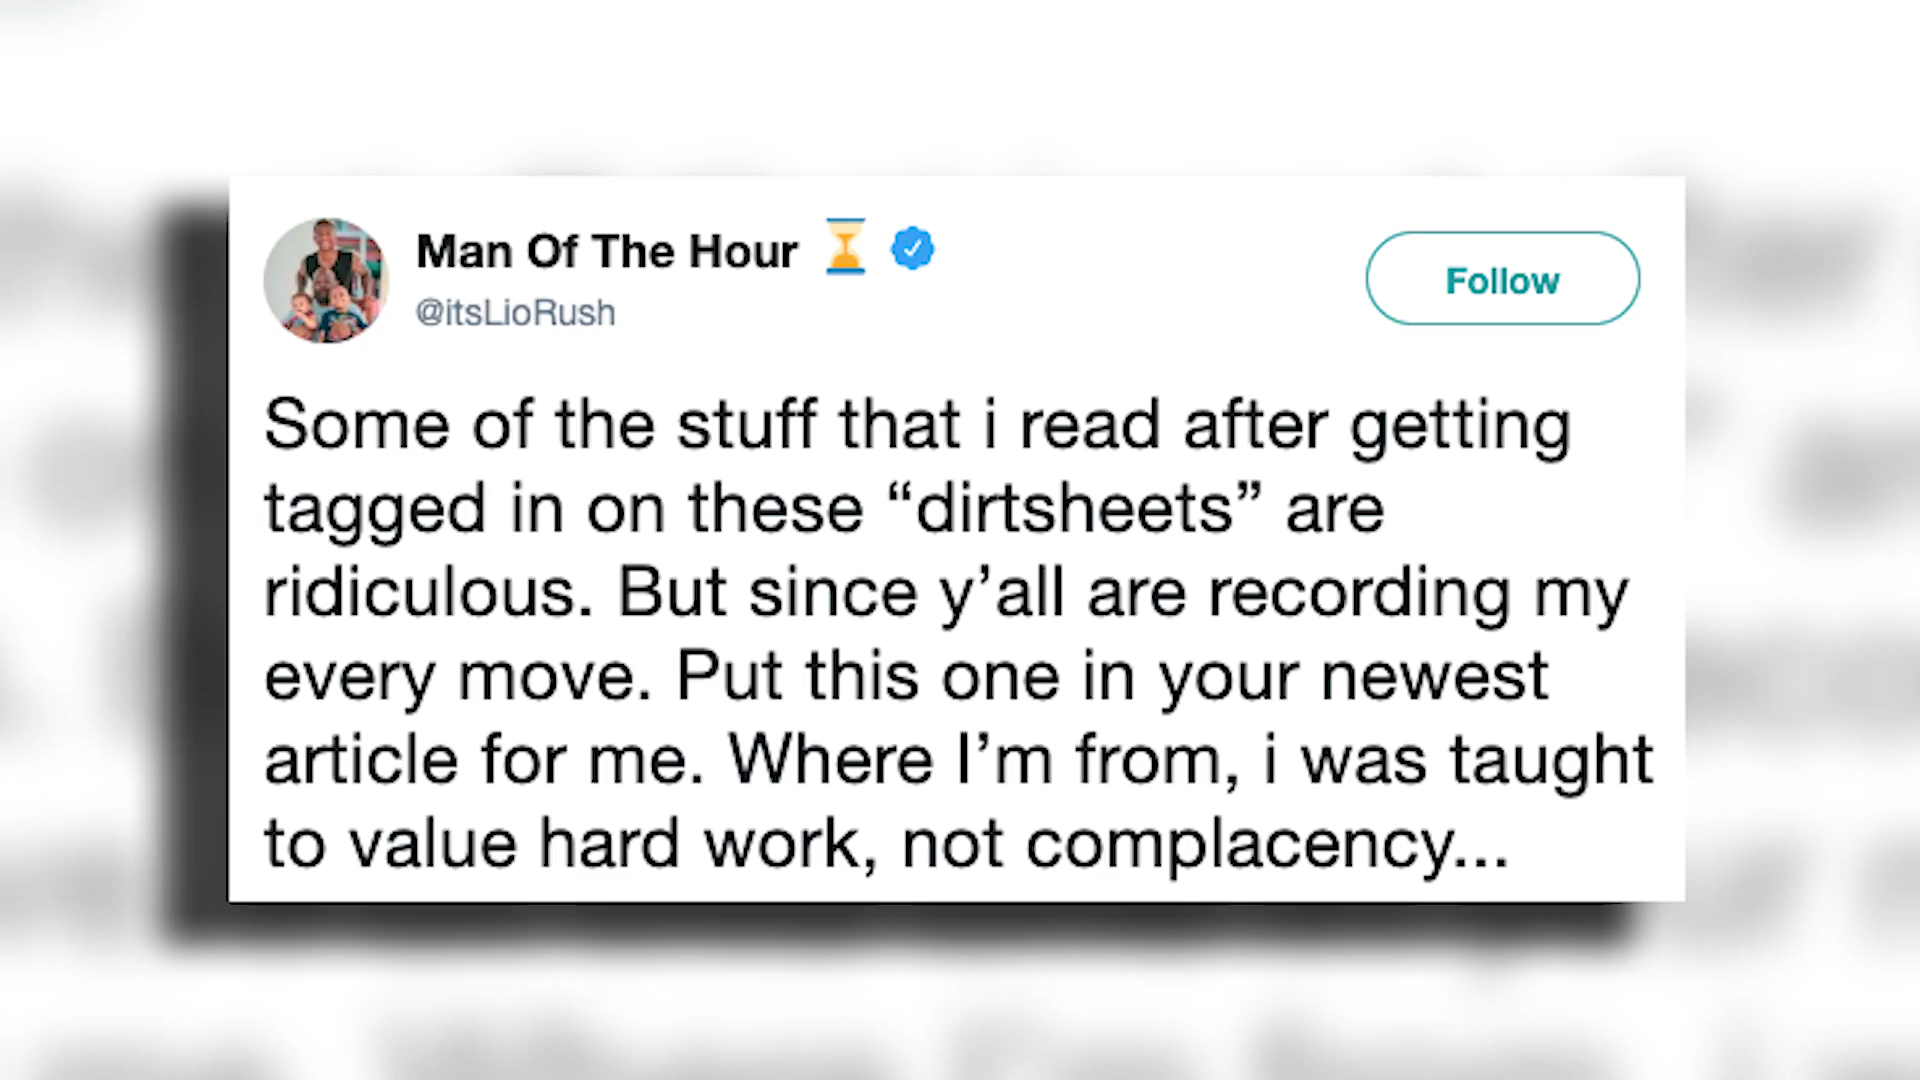 Man Of The Hour ⏳
@itsLioRush
Follow
Some of the stuff that i read after getting
tagged in on these “dirtsheets” are
ridiculous. But since y’all are recording my
every move. Put this one in your newest
article for me. Where I’m from, i was taught
to value hard work, not complacency...